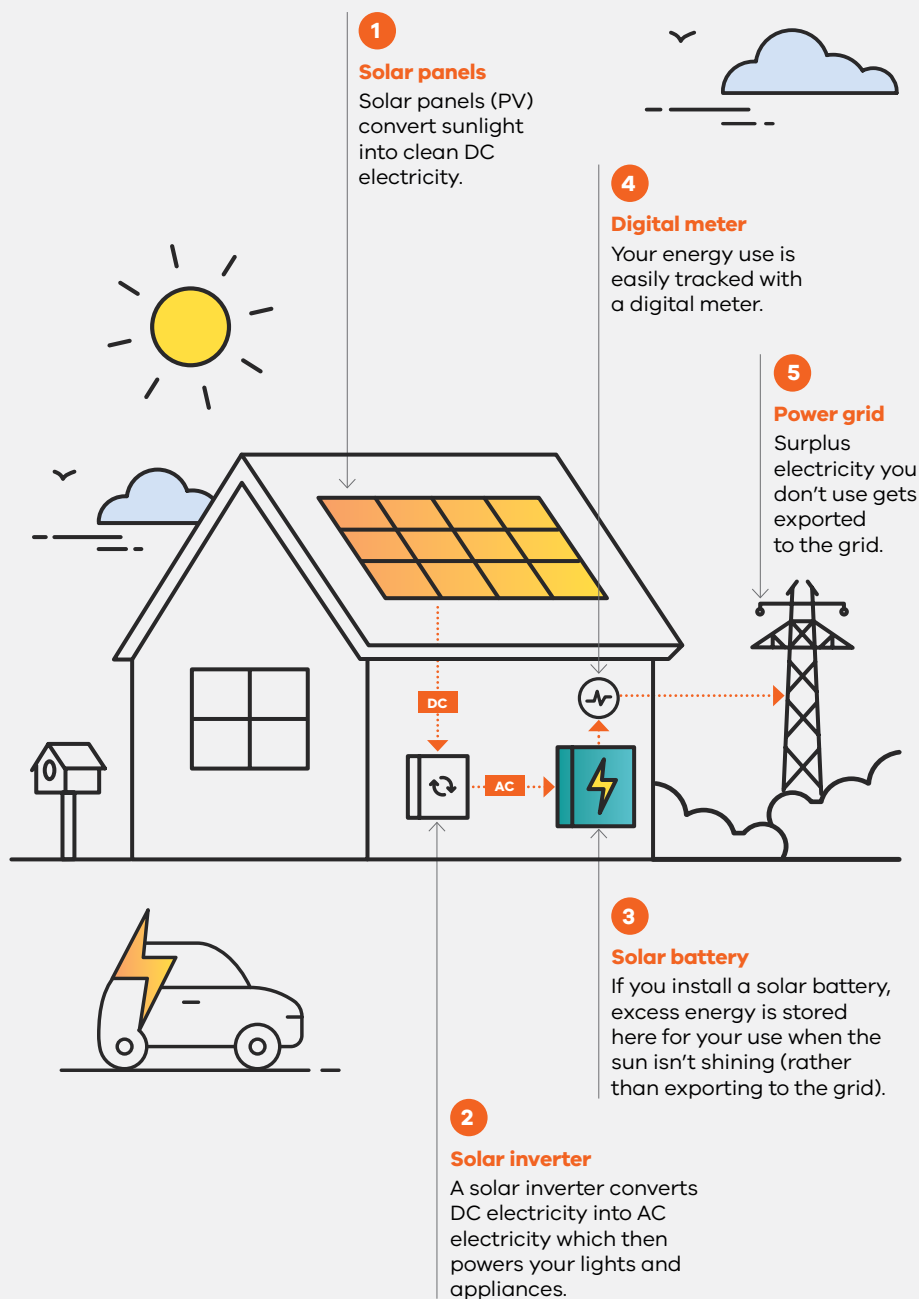 1
Solar panels
Solar panels (PV)
convert sunlight
into clean DC
electricity.
4
Digital meter
Your energy use is
easily tracked with
a digital meter.
5
Power grid
Surplus
electricity you
don’t use gets
exported
to the grid.
DC
AC
3
Solar battery
If you install a solar battery,
excess energy is stored
here for your use when the
sun isn’t shining (rather
than exporting to the grid).
2
Solar inverter
A solar inverter converts
DC electricity into AC
electricity which then
powers your lights and
appliances.